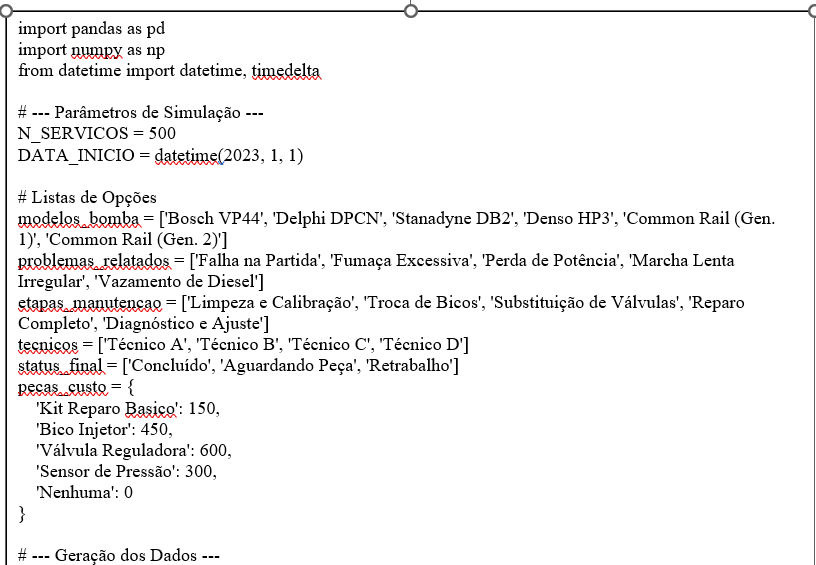 import pandas as pd
import numpy as np
from datetime import datetime, timedelta
# --- Parâmetros de Simulação ---
N_SERVICOS = 500
DATA_INICIO = datetime(2023, 1, 1)
# Listas de Opções
modelos_bomba = ['Bosch VP44', 'Delphi DPCN', 'Stanadyne DB2', 'Denso HP3', 'Common Rail (Gen.
1)', 'Common Rail (Gen. 2)']
problemas_relatados = ['Falha na Partida', 'Fumaça Excessiva', 'Perda de Potência', 'Marcha Lenta
Irregular', 'Vazamento de Diesel']
etapas_manutencao = ['Limpeza e Calibração', 'Troca de Bicos', 'Substituição de Válvulas', 'Reparo
Completo', 'Diagnóstico e Ajuste']
tecnicos = ['Técnico A', 'Técnico B', 'Técnico C', 'Técnico D']
status_final = ['Concluído', 'Aguardando Peça', 'Retrabalho']
pecas_custo = {
'Kit Reparo Basico': 150,
'Bico Injetor': 450,
'Válvula Reguladora': 600,
'Sensor de Pressão': 300,
'Nenhuma': 0
}
# --- Geração dos Dados ---